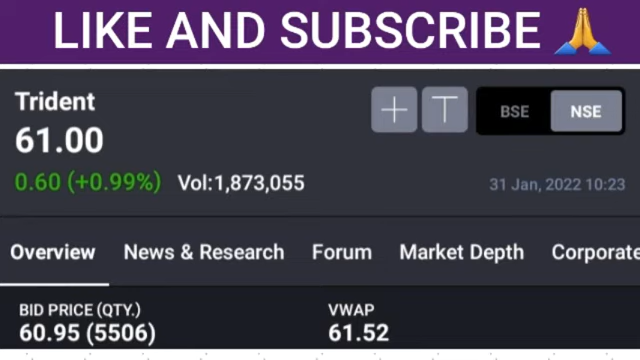 LIKE AND SUBSCRIBE 🙏
Trident
61.00
0.60 (+0.99%) Vol:1,873,055
BSE NSE
31 Jan, 2022 10:23
Overview News & Research Forum Market Depth Corporate
BID PRICE (QTY.) VWAP
60.95 (5506) 61.52